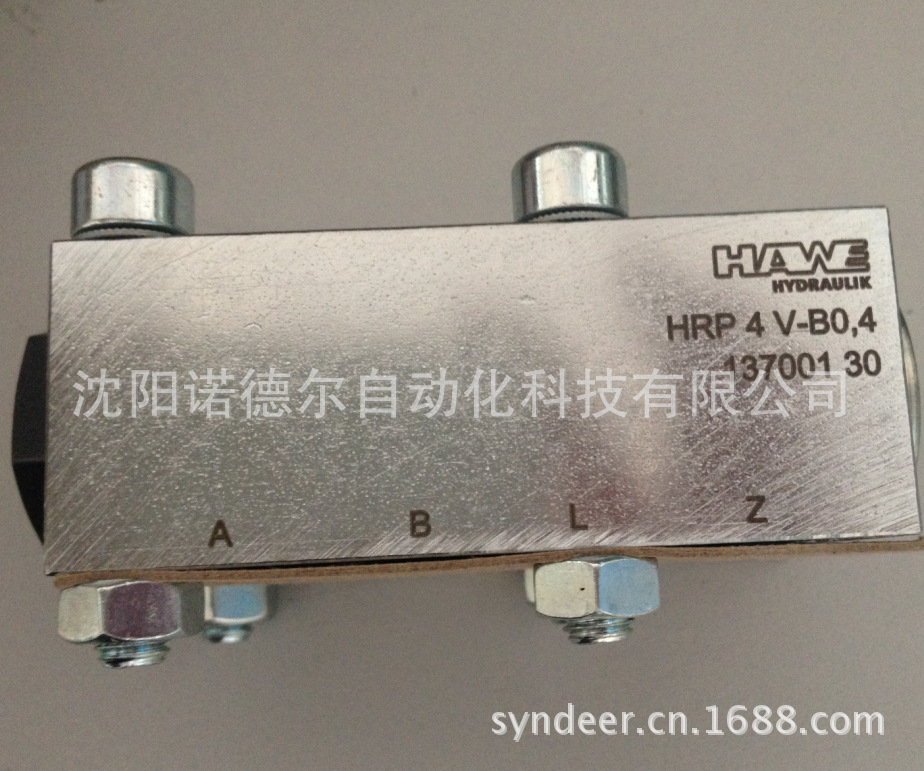 HAWE
HYDRAULIK
HRP 4 V-B0,4
137001 30
沈阳诺德尔自动化科技有限公司
A B L Z
syndeer.cn.1688.com